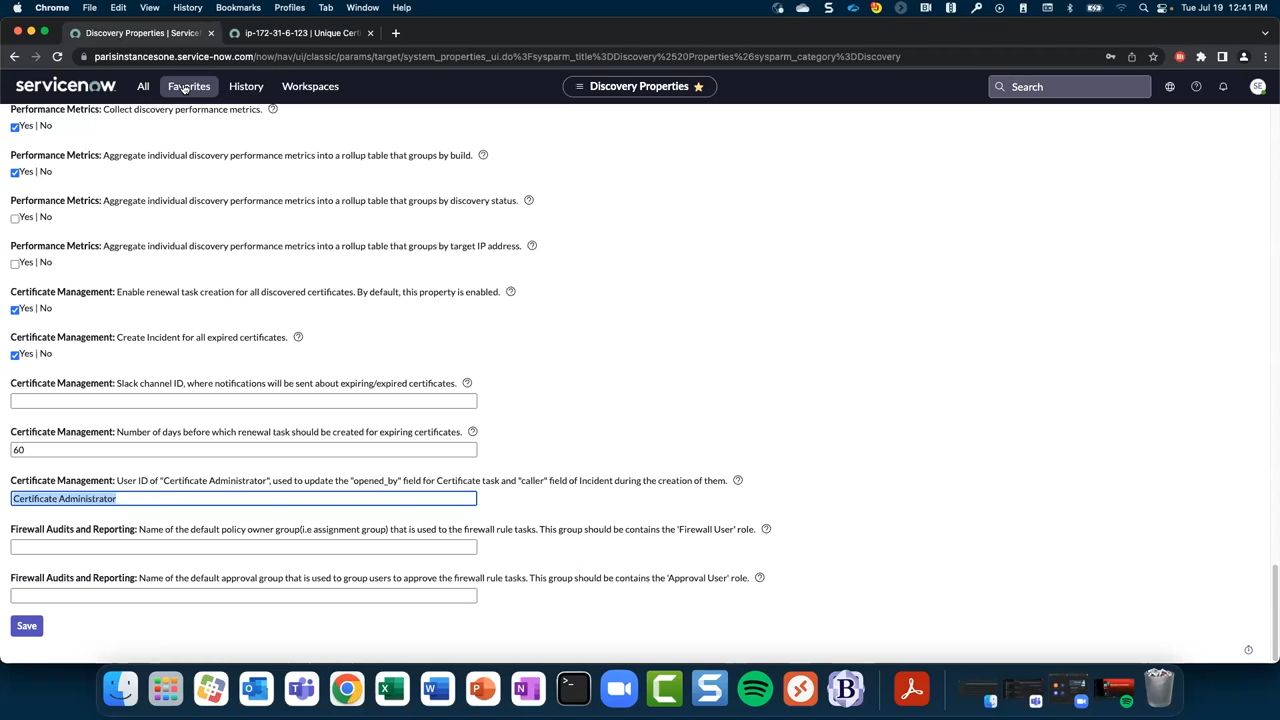 Chrome File Edit View History Bookmarks Profiles Tab Window Help
Tue Jul 19 12:41 PM
Discovery Properties | Service
ip-172-31-6-123 | Unique Cert
parisinstancesone.service-now.com/now/nav/ui/classic/params/target/system_properties_ui.do%3Fsysparm_title%3DDiscovery%2520Properties%26sysparm_category%3DDiscovery
servicenow All Favorites History Workspaces Discovery Properties Search SE
Performance Metrics: Collect discovery performance metrics.
Yes | No
Performance Metrics: Aggregate individual discovery performance metrics into a rollup table that groups by build.
Yes | No
Performance Metrics: Aggregate individual discovery performance metrics into a rollup table that groups by discovery status.
Yes | No
Performance Metrics: Aggregate individual discovery performance metrics into a rollup table that groups by target IP address.
Yes | No
Certificate Management: Enable renewal task creation for all discovered certificates. By default, this property is enabled.
Yes | No
Certificate Management: Create Incident for all expired certificates.
Yes | No
Certificate Management: Slack channel ID, where notifications will be sent about expiring/expired certificates.
Certificate Management: Number of days before which renewal task should be created for expiring certificates.
60
Certificate Management: User ID of "Certificate Administrator", used to update the "opened_by" field for Certificate task and "caller" field of Incident during the creation of them.
Certificate Administrator
Firewall Audits and Reporting: Name of the default policy owner group(i.e assignment group) that is used to the firewall rule tasks. This group should be contains the 'Firewall User' role.
Firewall Audits and Reporting: Name of the default approval group that is used to group users to approve the firewall rule tasks. This group should be contains the 'Approval User' role.
Save